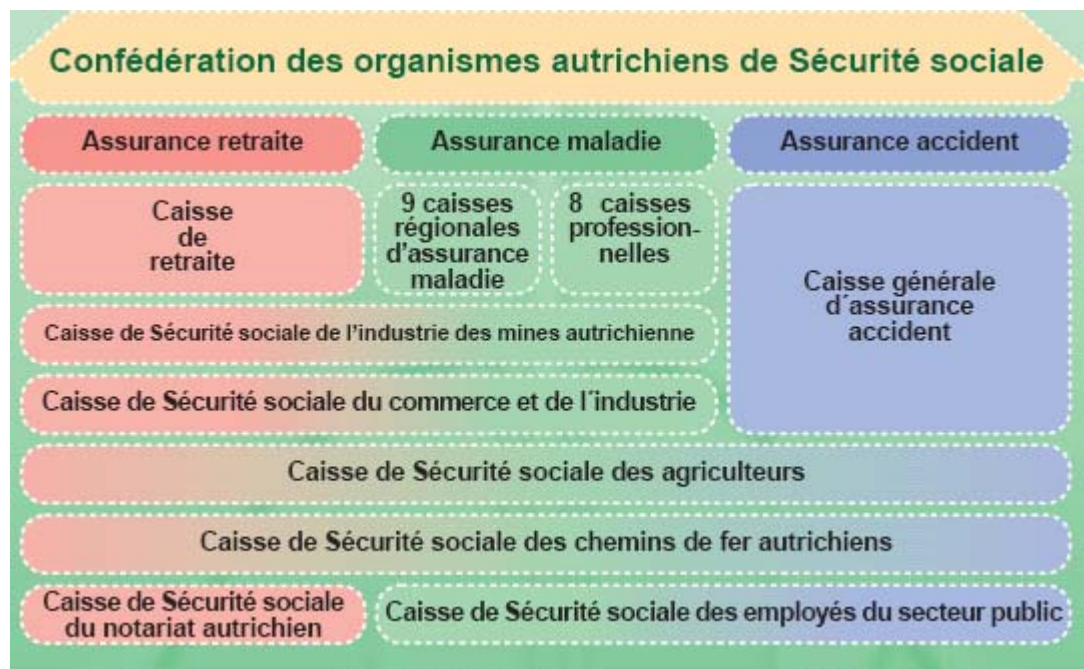 Confédération des organismes autrichiens de Sécurité sociale
Assurance retraite
Assurance maladie
Assurance accident
Caisse
de
retraite
9 caisses
régionales
d'assurance
maladie
8 caisses
profession-
nelles
Caisse générale
d´assurance
accident
Caisse de Sécurité sociale de l'industrie des mines autrichienne
Caisse de Sécurité sociale du commerce et de l´industrie
Caisse de Sécurité sociale des agriculteurs
Caisse de Sécurité sociale des chemins de fer autrichiens
Caisse de Sécurité sociale
du notariat autrichien
Caisse de Sécurité sociale des employés du secteur public